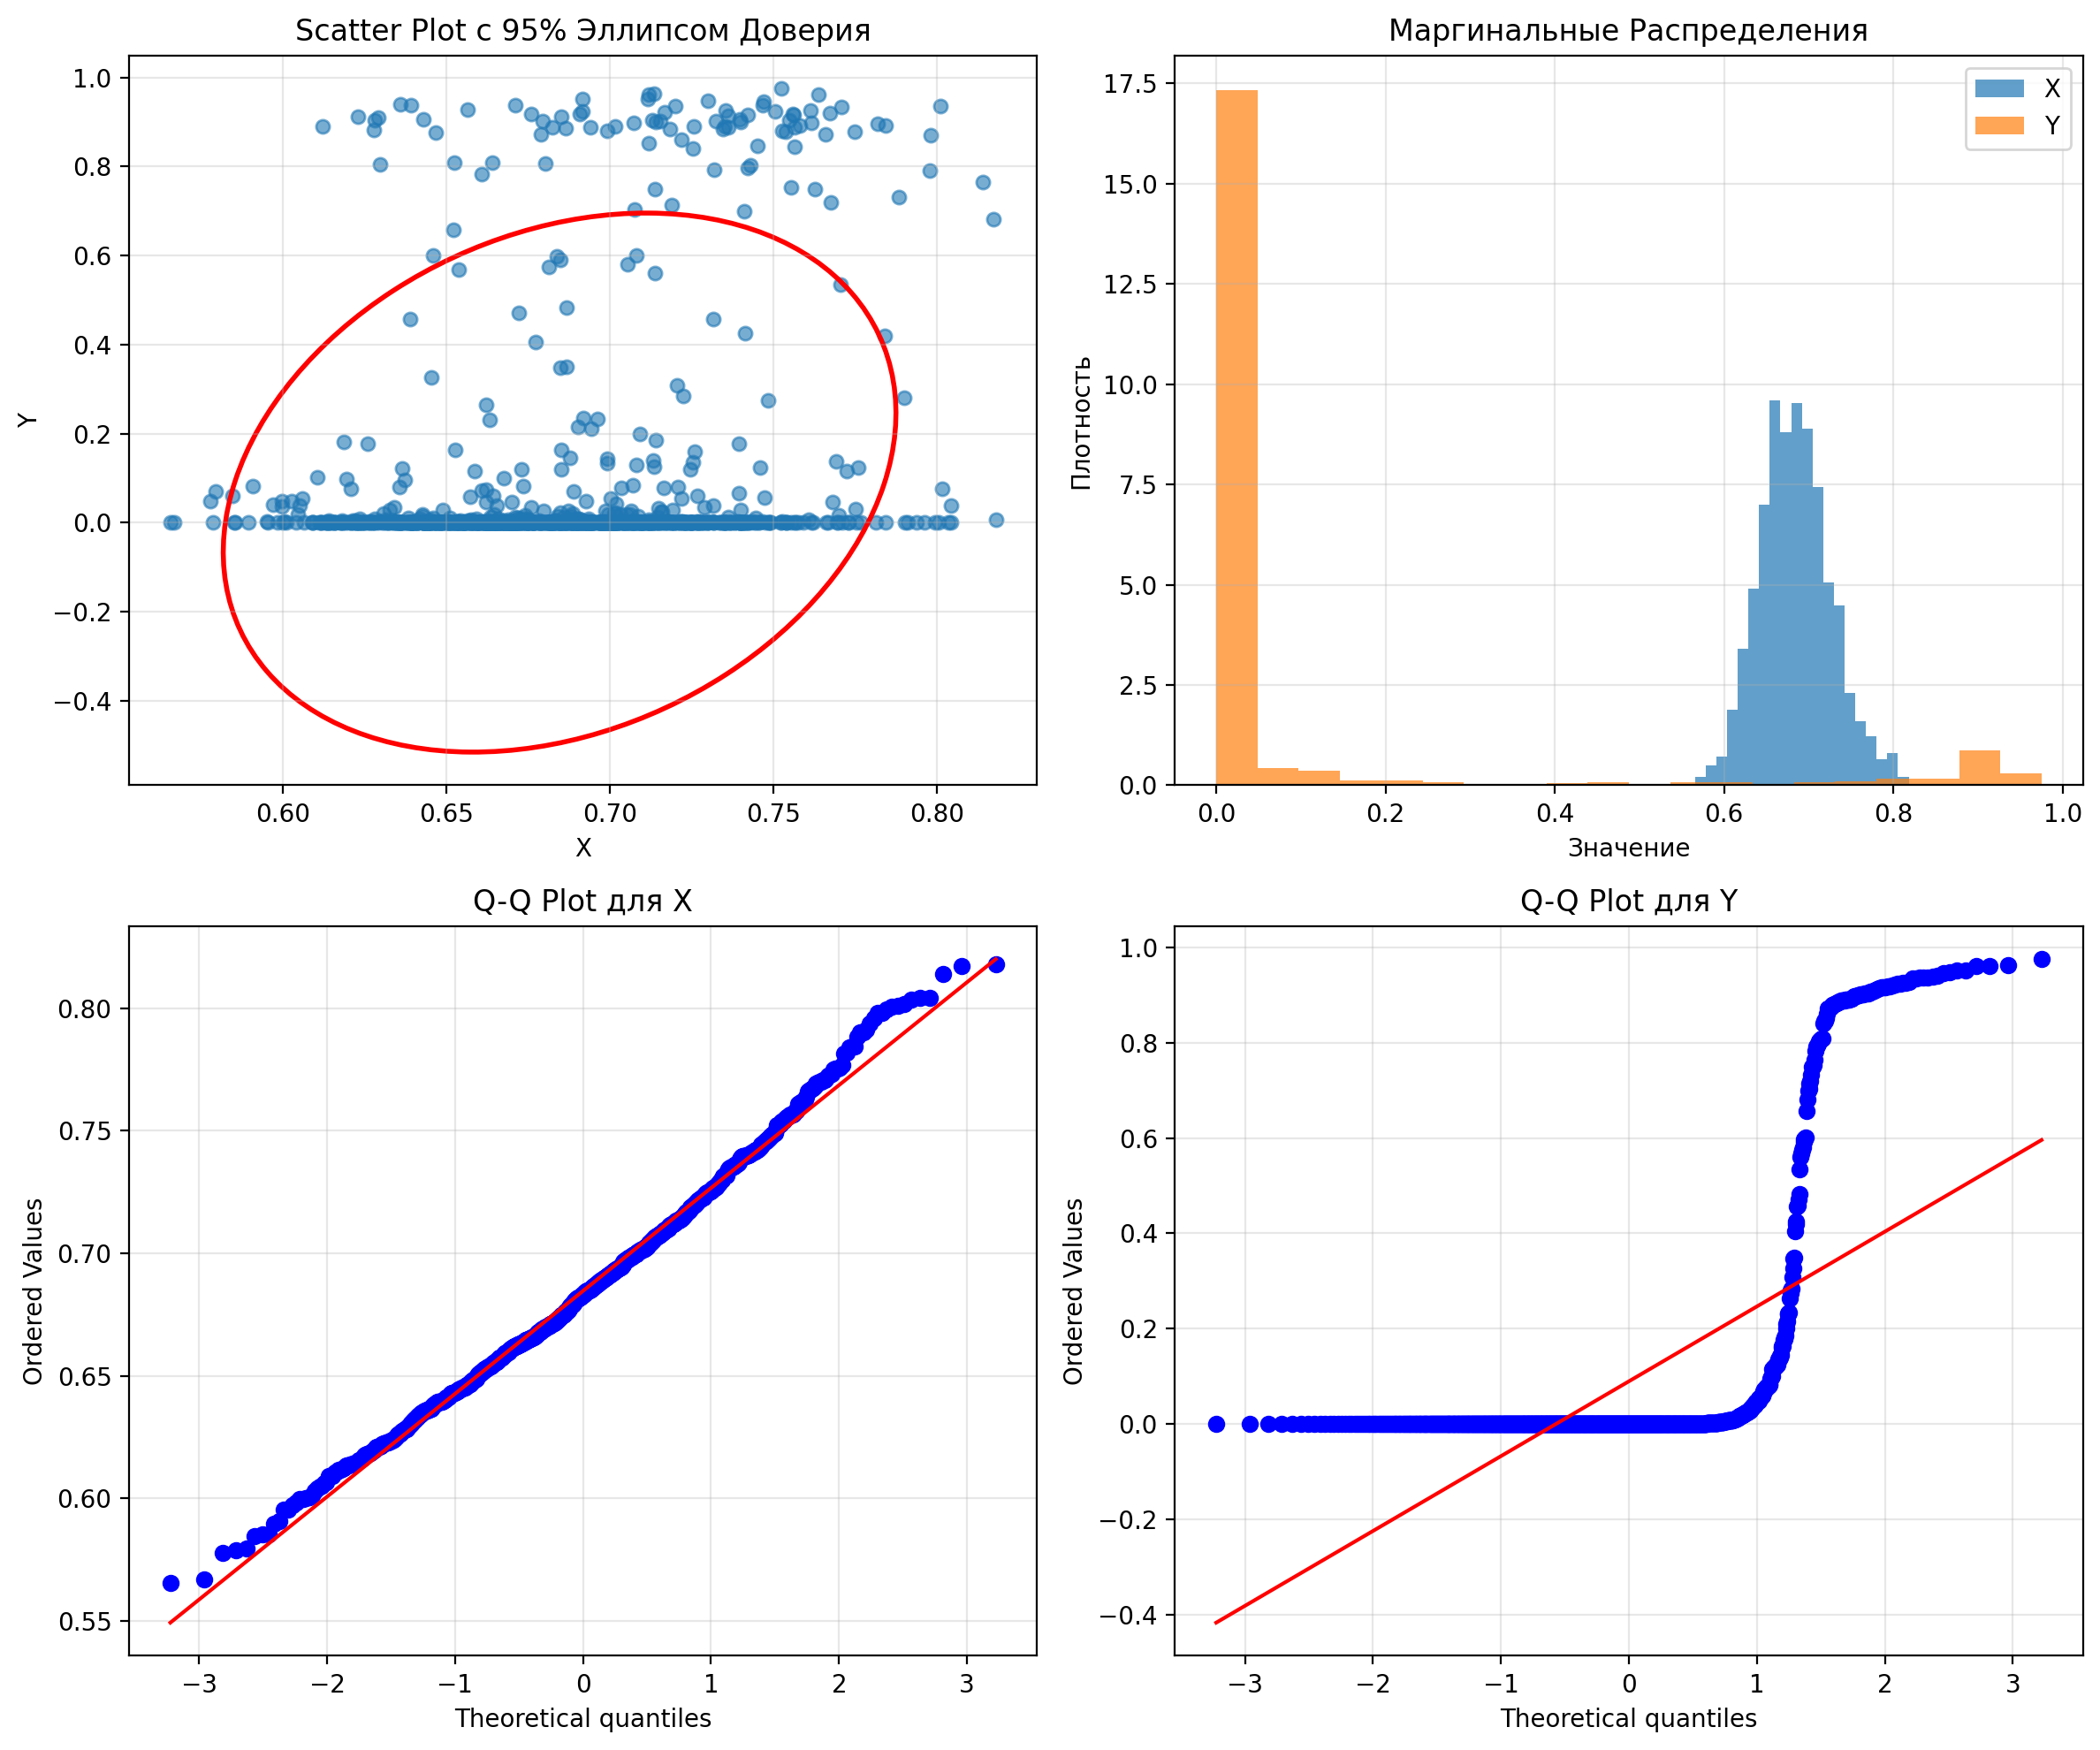 Scatter Plot с 95% Эллипсом Доверия
1.0
0.8
0.6
0.4
0.2
0.0
−0.2
−0.4
Y
0.60 0.65 0.70 0.75 0.80
X
Маргинальные Распределения
X
Y
17.5
15.0
12.5
10.0
7.5
5.0
2.5
0.0
Плотность
0.0 0.2 0.4 0.6 0.8 1.0
Значение
Q-Q Plot для X
0.80
0.75
0.70
0.65
0.60
0.55
Ordered Values
−3 −2 −1 0 1 2 3
Theoretical quantiles
Q-Q Plot для Y
1.0
0.8
0.6
0.4
0.2
0.0
−0.2
−0.4
Ordered Values
−3 −2 −1 0 1 2 3
Theoretical quantiles